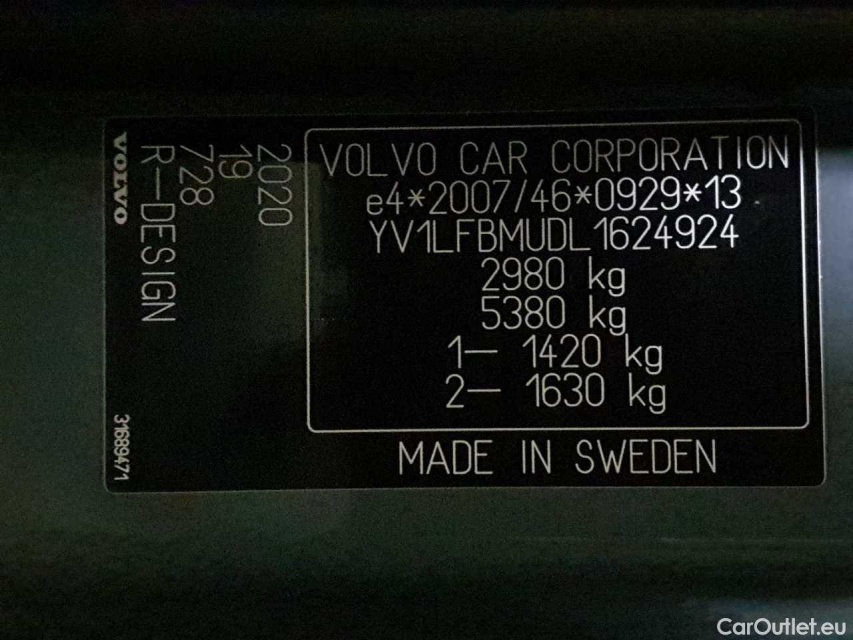 VOLVO
R-DESIGN
728
19
2020
31689471
VOLVO CAR CORPORATION
e4*2007/46*0929*13
YV1LFBMUDL1624924
2980 kg
5380 kg
1- 1420 kg
2- 1630 kg
MADE IN SWEDEN
CarOutlet.eu